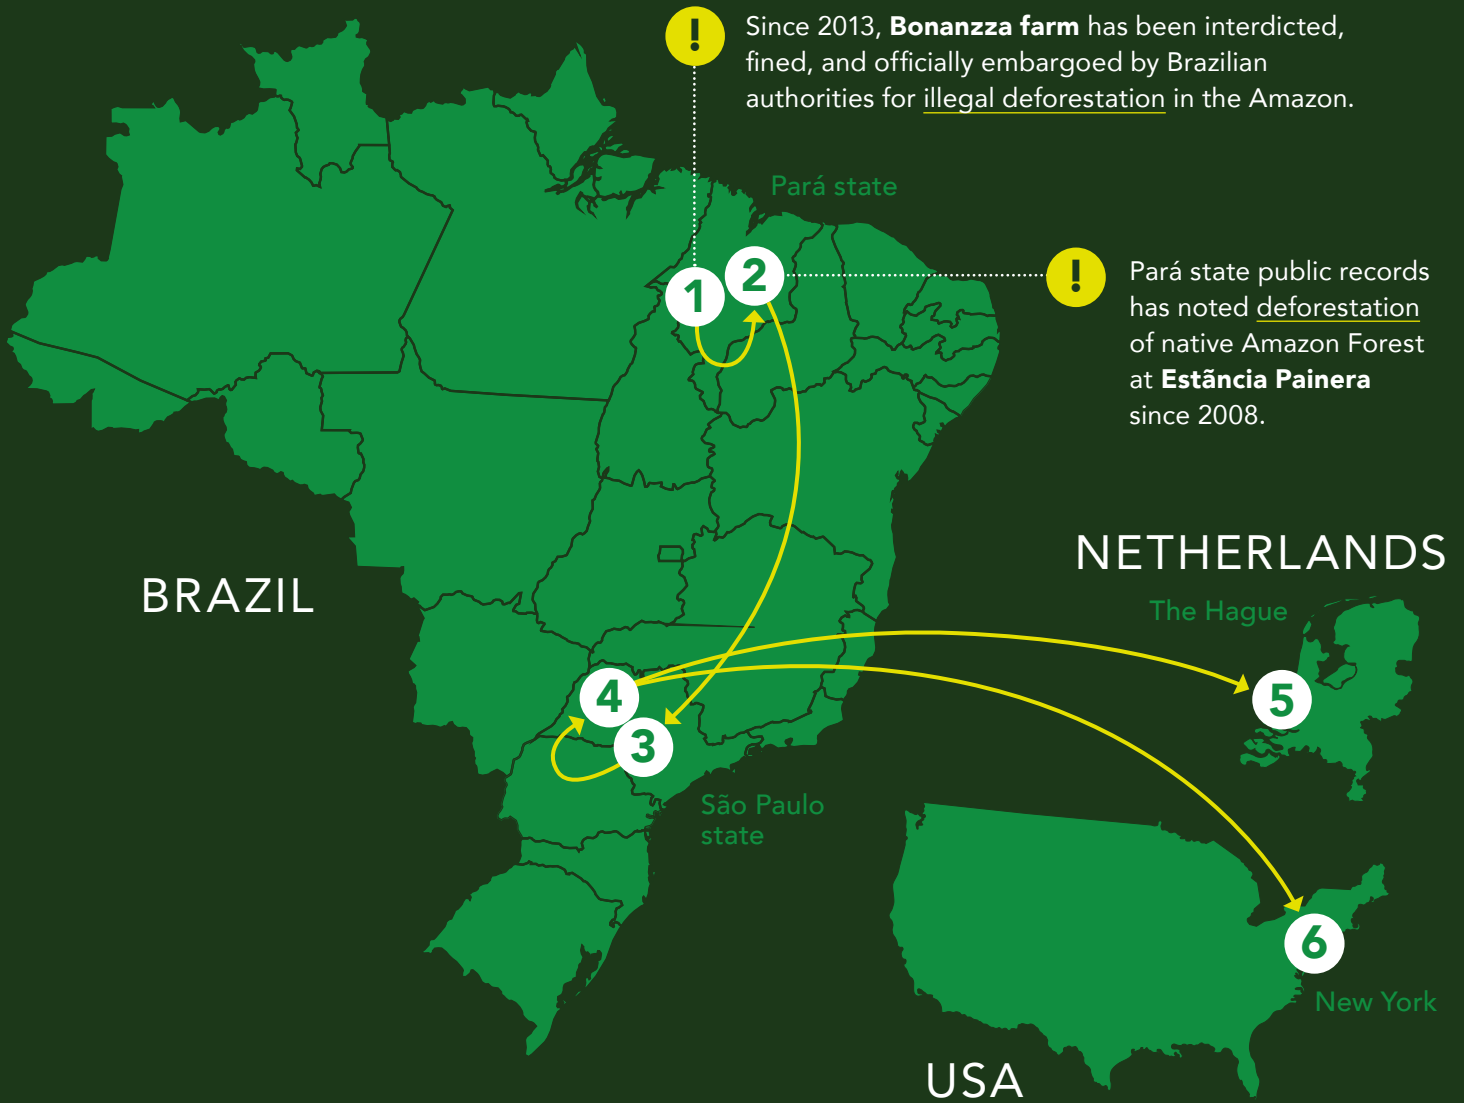 !
Since 2013, Bonanzza farm has been interdicted,
fined, and officially embargoed by Brazilian
authorities for illegal deforestation in the Amazon.
Pará state
1
2
!
Pará state public records
has noted deforestation
of native Amazon Forest
at Estãncia Painera
since 2008.
BRAZIL
NETHERLANDS
The Hague
4
3
5
São Paulo
state
6
New York
USA